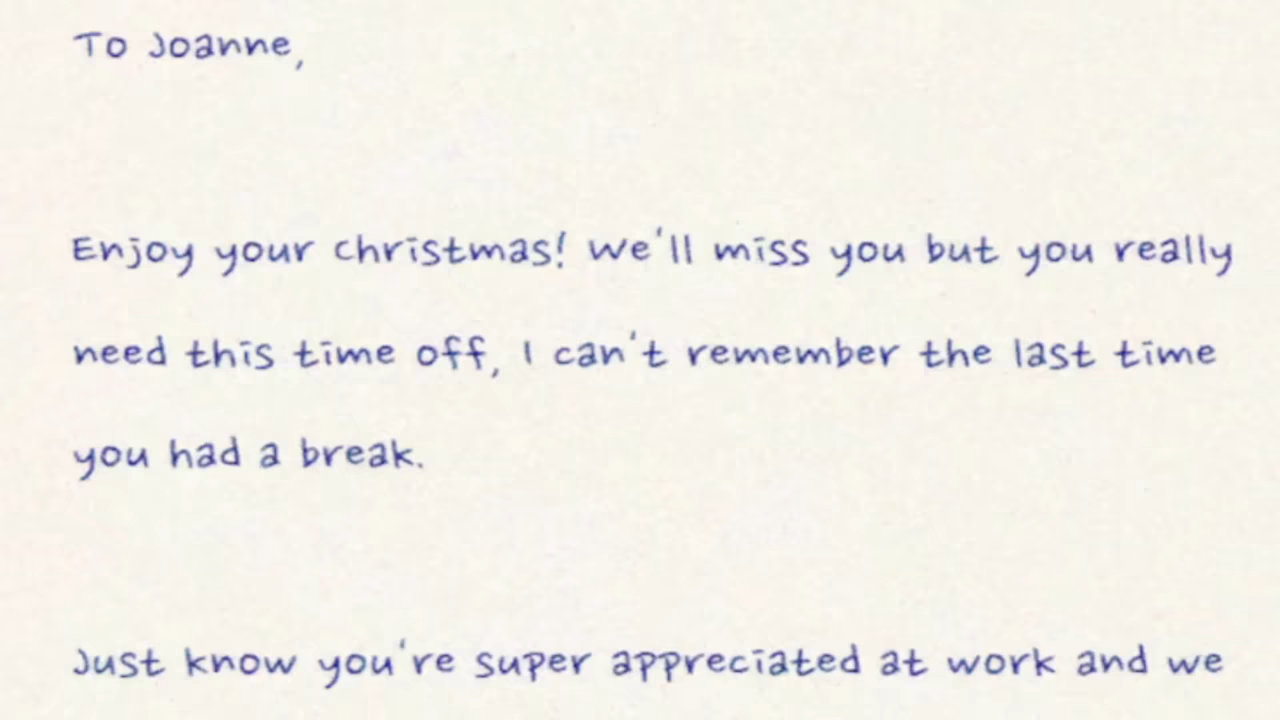 To Joanne,
Enjoy your christmas! we'll miss you but you really
need this time off, I can't remember the last time
you had a break.
Just know you're super appreciated at work and we